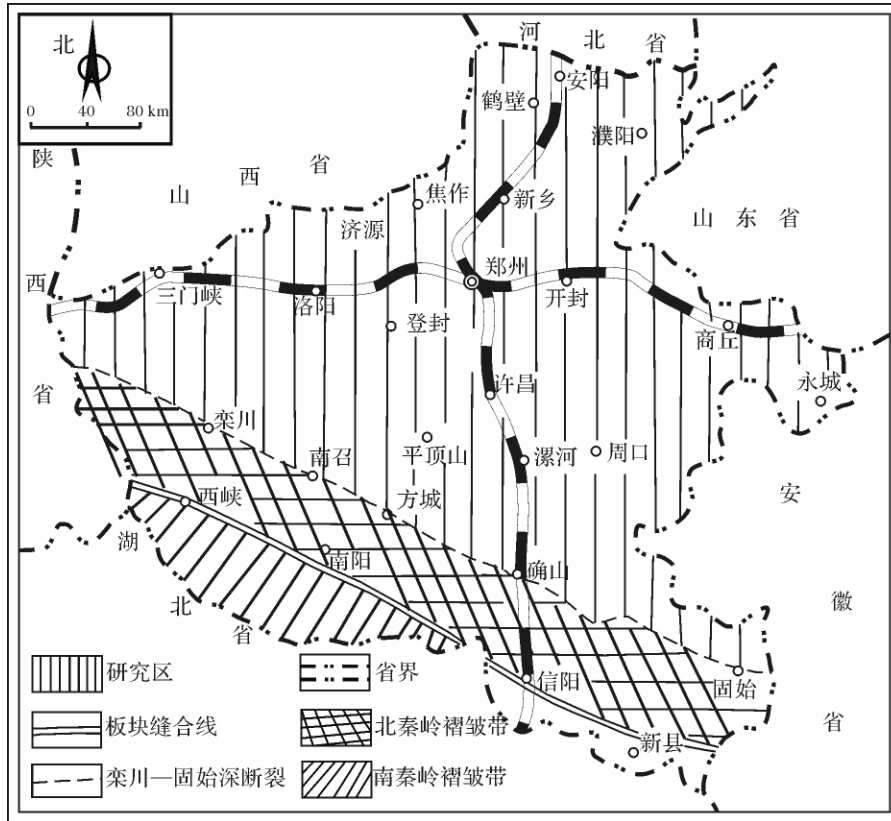 河北省
北
安阳
鹤壁
0 40 80 km
濮阳
陕西省
山西省
焦作
新乡
济源
山东省
郑州
三门峡
洛阳
开封
登封
商丘
许昌
永城
栾川
平顶山
漯河
周口
南召
西峡
方城
安徽省
湖北省
南阳
确山
信阳
固始
新县
研究区
省界
板块缝合线
北秦岭褶皱带
栾川—固始深断裂
南秦岭褶皱带